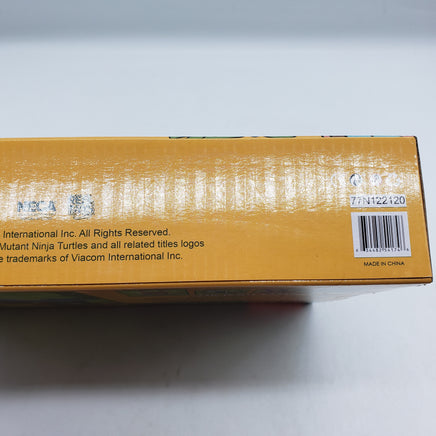 NECA
77N122120
International Inc. All Rights Reserved.
Mutant Ninja Turtles and all related titles logos
trademarks of Viacom International Inc.
MADE IN CHINA